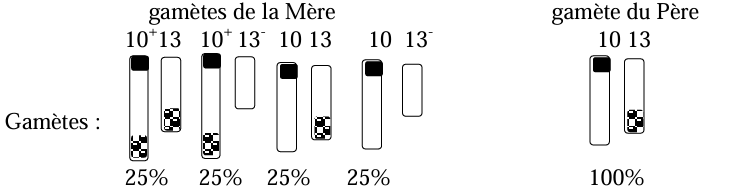 gamètes de la Mère gamète du Père
10⁺13 10⁺ 13⁻ 10 13 10 13⁻ 10 13
Gamètes :
25% 25% 25% 25% 100%